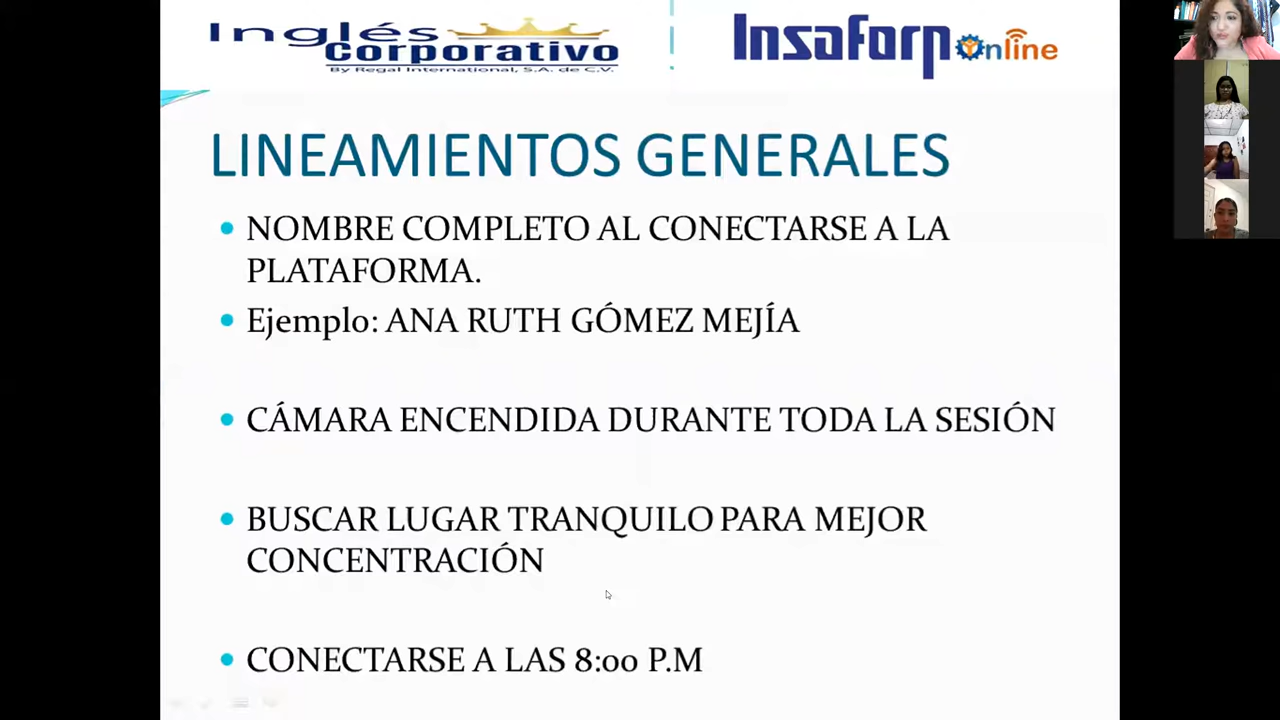 Inglés
Corporativo
By Regal International, S.A. de C.V.
Insaforp Online
LINEAMIENTOS GENERALES
• NOMBRE COMPLETO AL CONECTARSE A LA
PLATAFORMA.
• Ejemplo: ANA RUTH GÓMEZ MEJÍA
• CÁMARA ENCENDIDA DURANTE TODA LA SESIÓN
• BUSCAR LUGAR TRANQUILO PARA MEJOR
CONCENTRACIÓN
• CONECTARSE A LAS 8:00 P.M